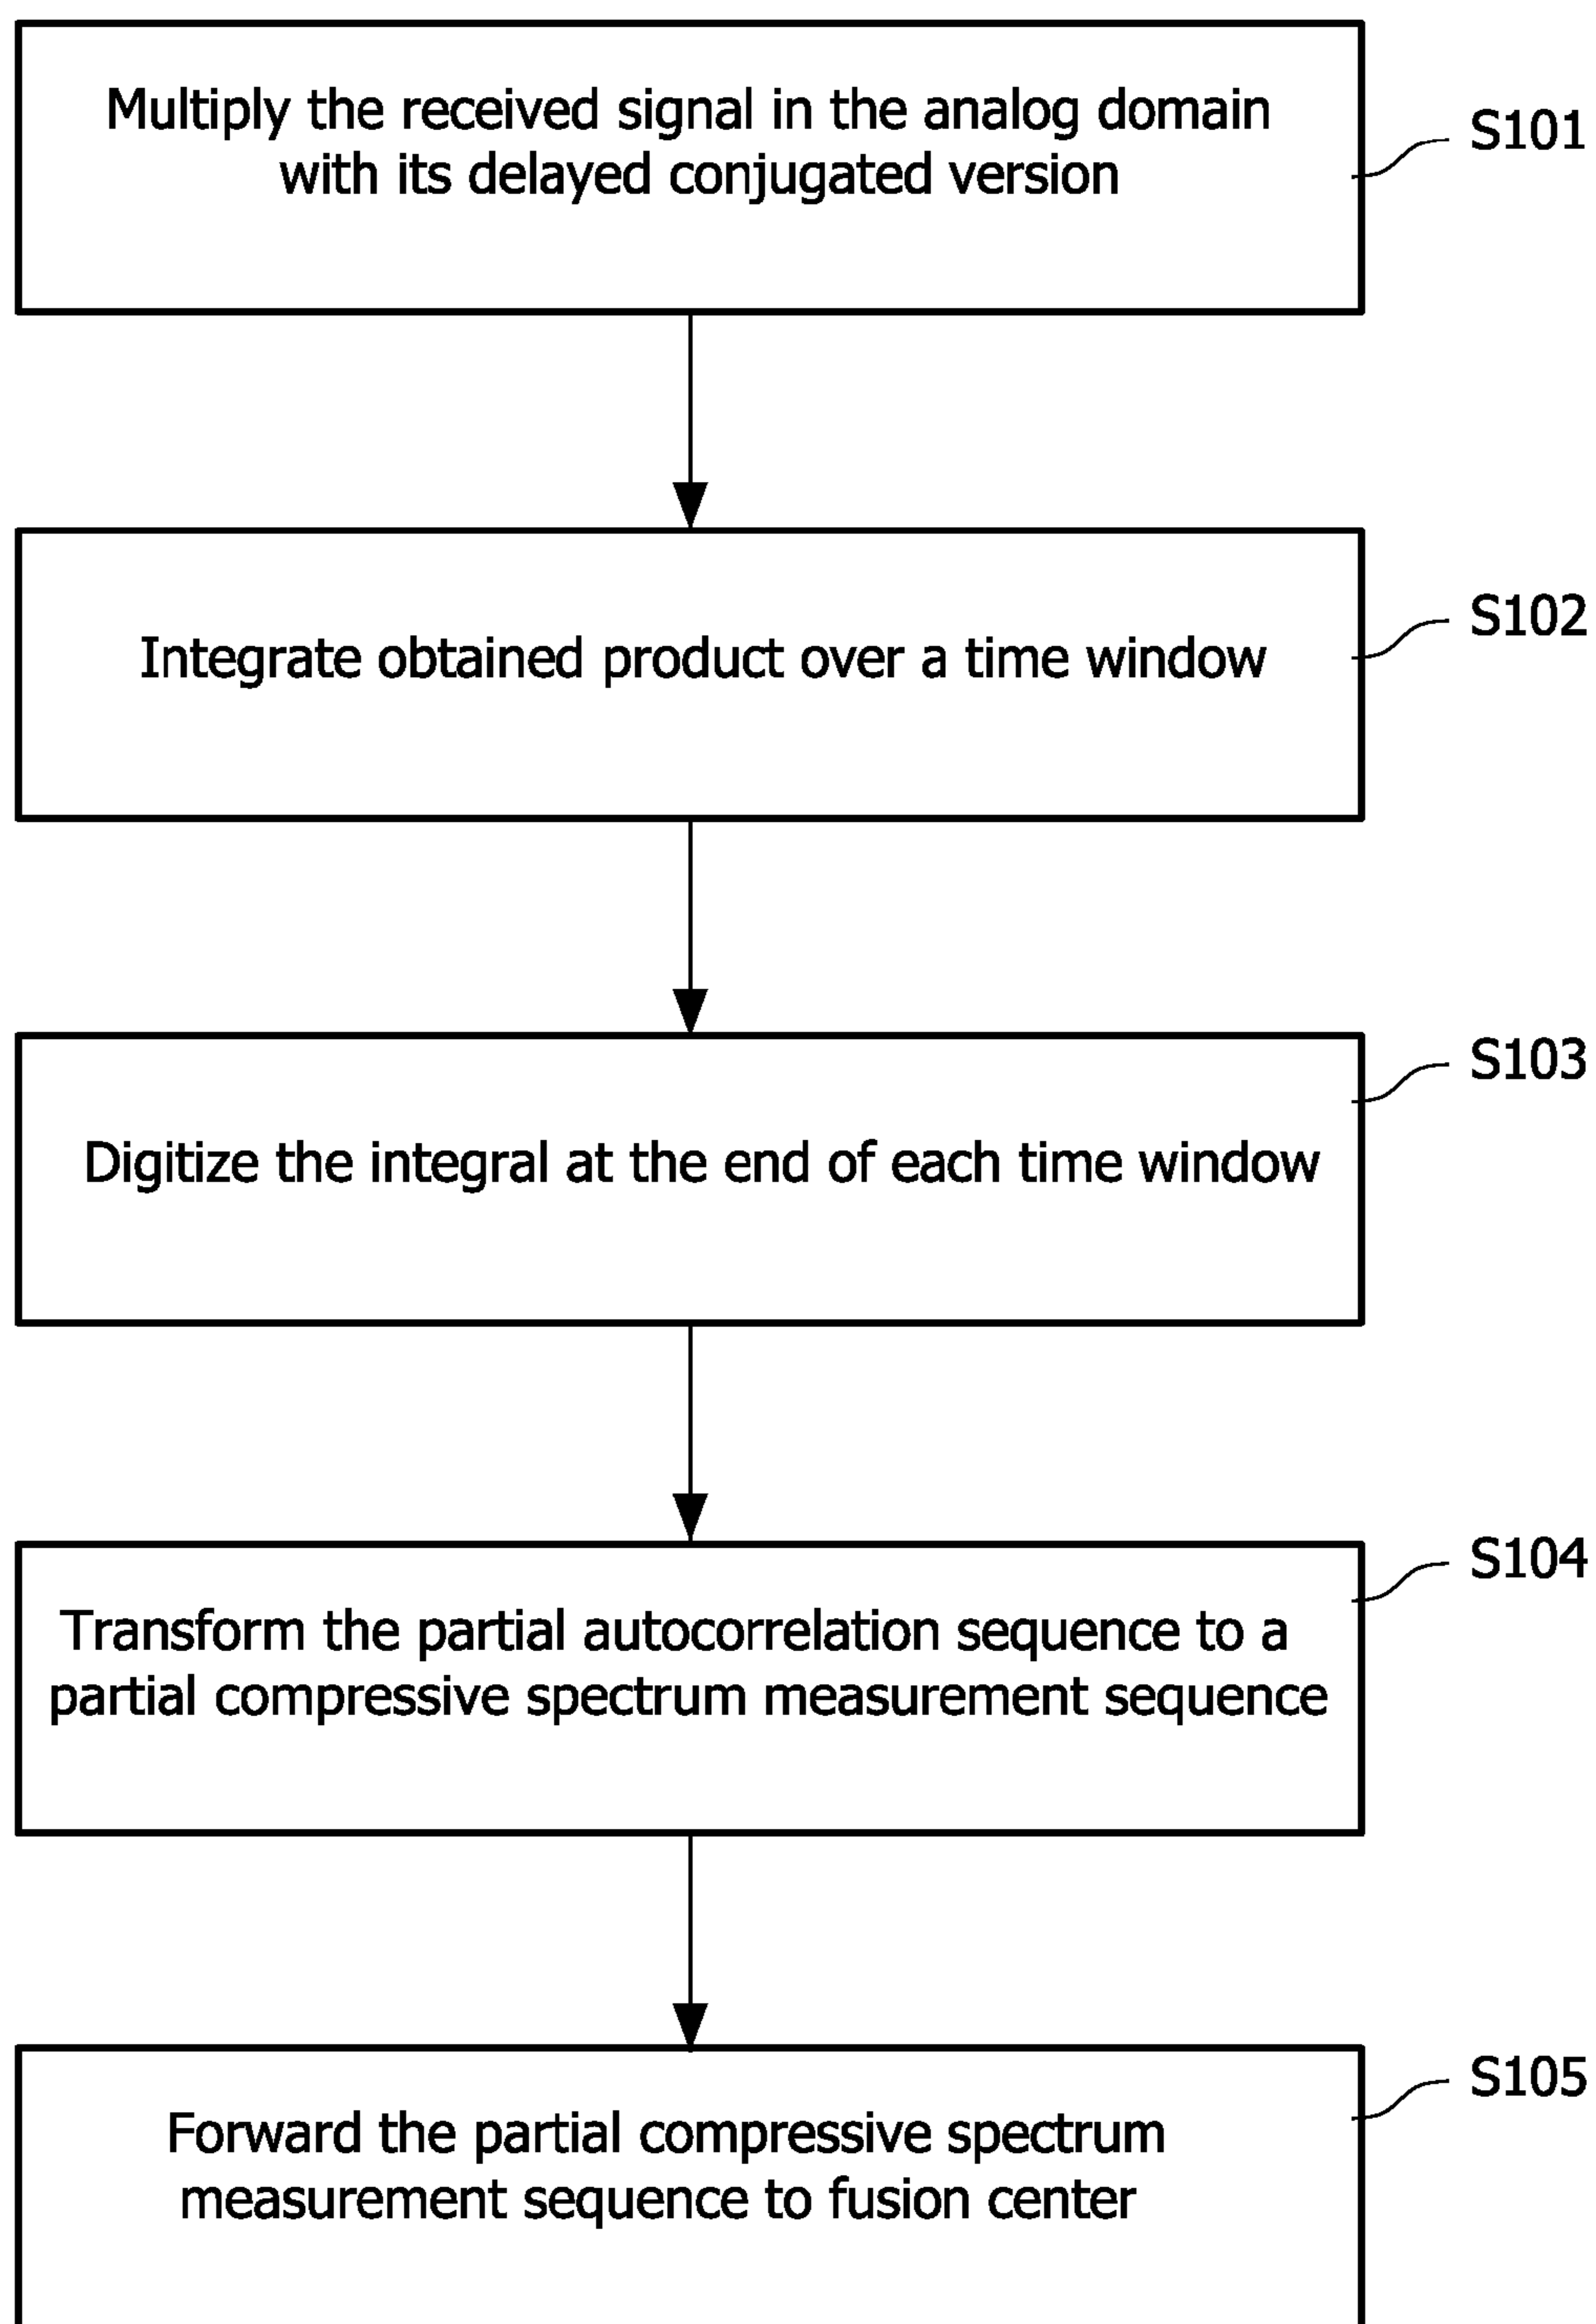 Multiply the received signal in the analog domain
with its delayed conjugated version
S101
Integrate obtained product over a time window
S102
Digitize the integral at the end of each time window
S103
Transform the partial autocorrelation sequence to a
partial compressive spectrum measurement sequence
S104
Forward the partial compressive spectrum
measurement sequence to fusion center
S105